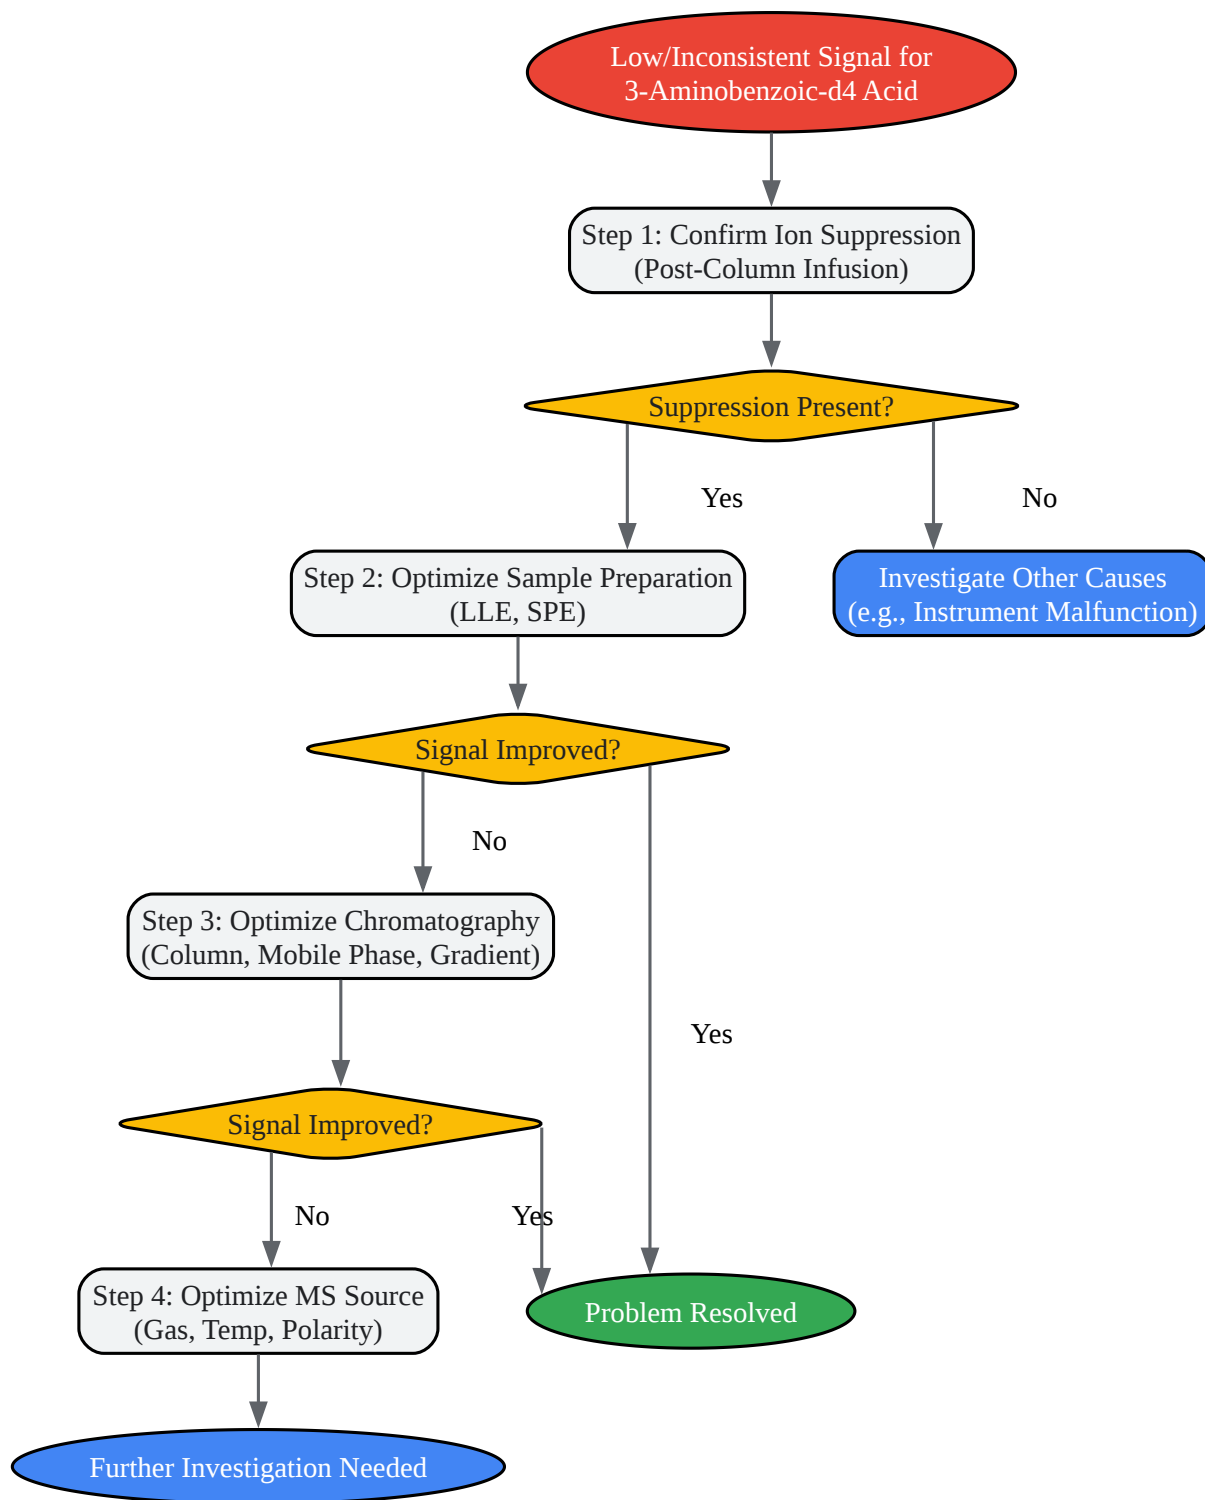 Low/Inconsistent Signal for
3-Aminobenzoic-d4 Acid
Step 1: Confirm Ion Suppression
(Post-Column Infusion)
Suppression Present?
Yes
No
Step 2: Optimize Sample Preparation
(LLE, SPE)
Investigate Other Causes
(e.g., Instrument Malfunction)
Signal Improved?
No
Step 3: Optimize Chromatography
(Column, Mobile Phase, Gradient)
Yes
Signal Improved?
No
Yes
Step 4: Optimize MS Source
(Gas, Temp, Polarity)
Problem Resolved
Further Investigation Needed